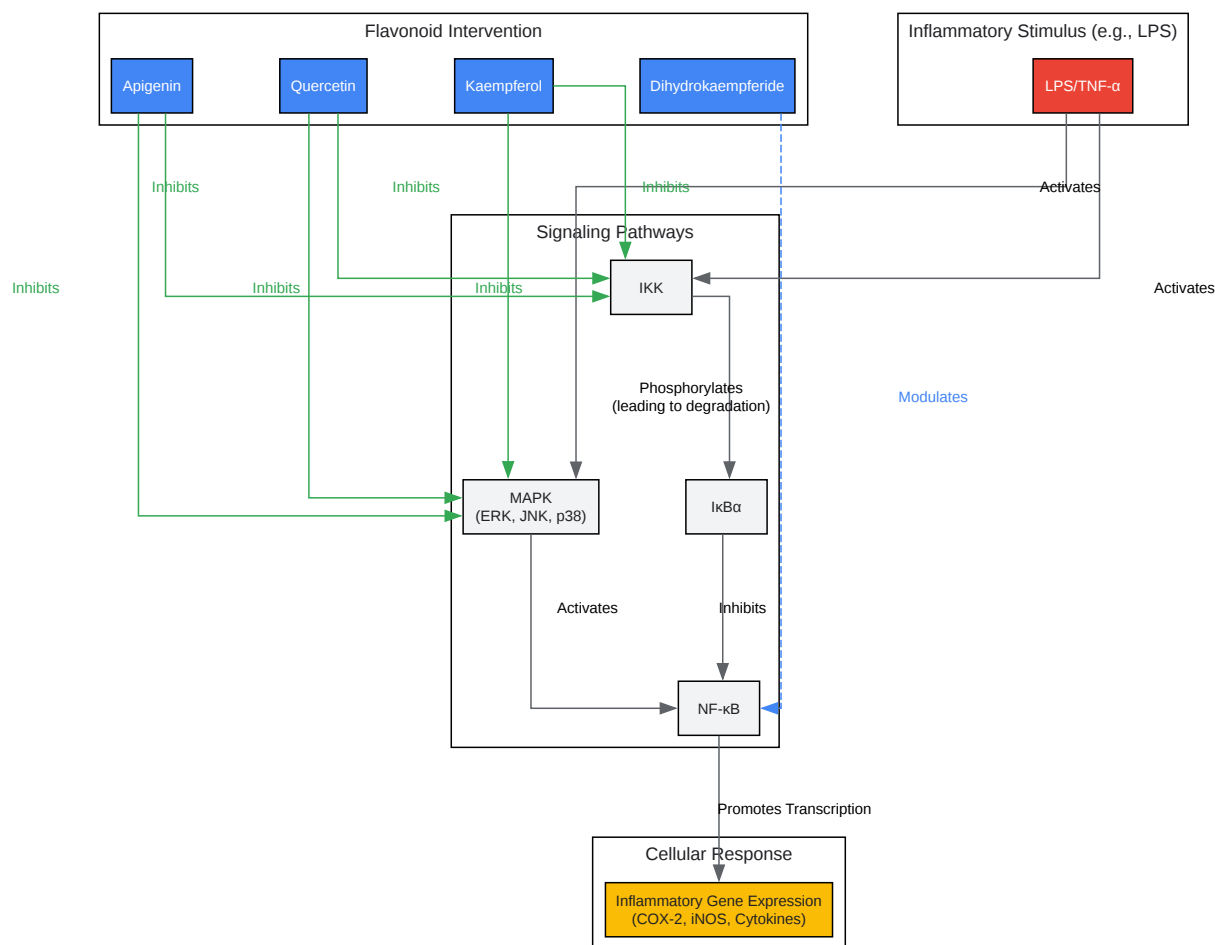 Flavonoid Intervention
Inflammatory Stimulus (e.g., LPS)
Apigenin
Quercetin
Kaempferol
Dihydrokaempferide
LPS/TNF-α
Inhibits
Inhibits
Inhibits
Activates
Signaling Pathways
Inhibits
Inhibits
Inhibits
IKK
Activates
Phosphorylates
(leading to degradation)
Modulates
MAPK
(ERK, JNK, p38)
IκBα
Activates
Inhibits
NF-κB
Promotes Transcription
Cellular Response
Inflammatory Gene Expression
(COX-2, iNOS, Cytokines)